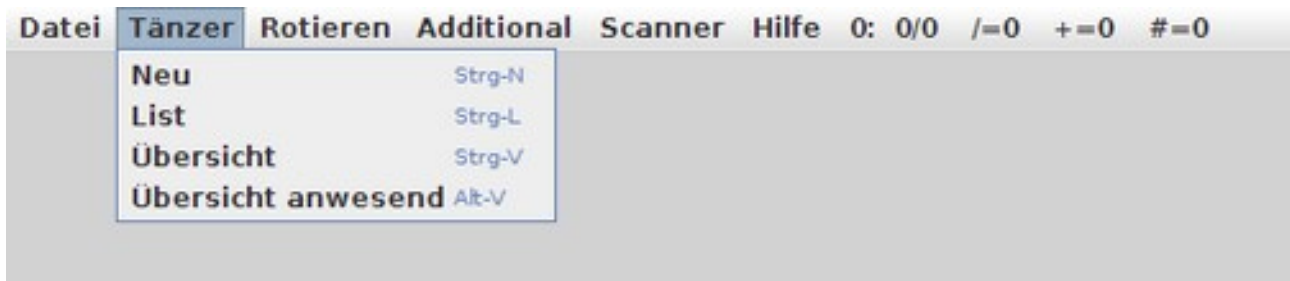 Datei Tänzer Rotieren Additional Scanner Hilfe 0: 0/0 /=0 +=0 #=0
Neu Strg-N
List Strg-L
Übersicht Strg-V
Übersicht anwesend Alt-V